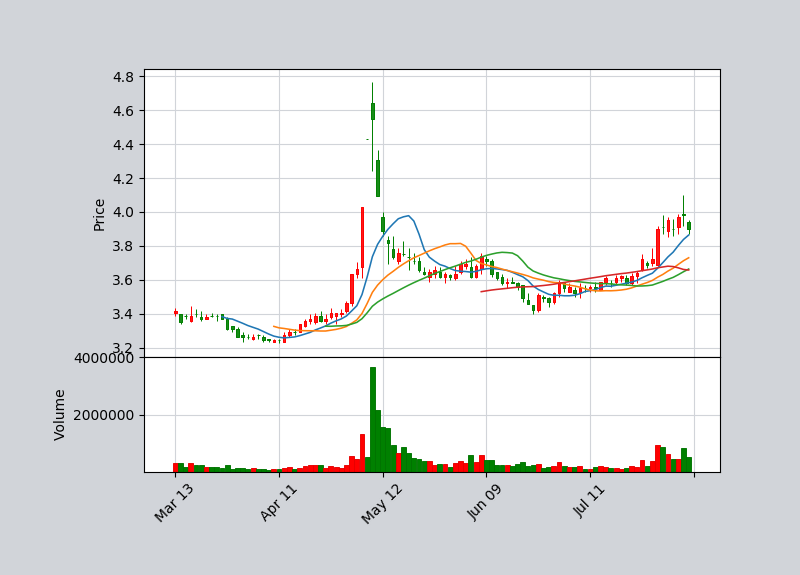 4.8
4.6
4.4
4.2
4.0
3.8
3.6
3.4
3.2
Price
4000000
2000000
Volume
Mar 13
Apr 11
May 12
Jun 09
Jul 11